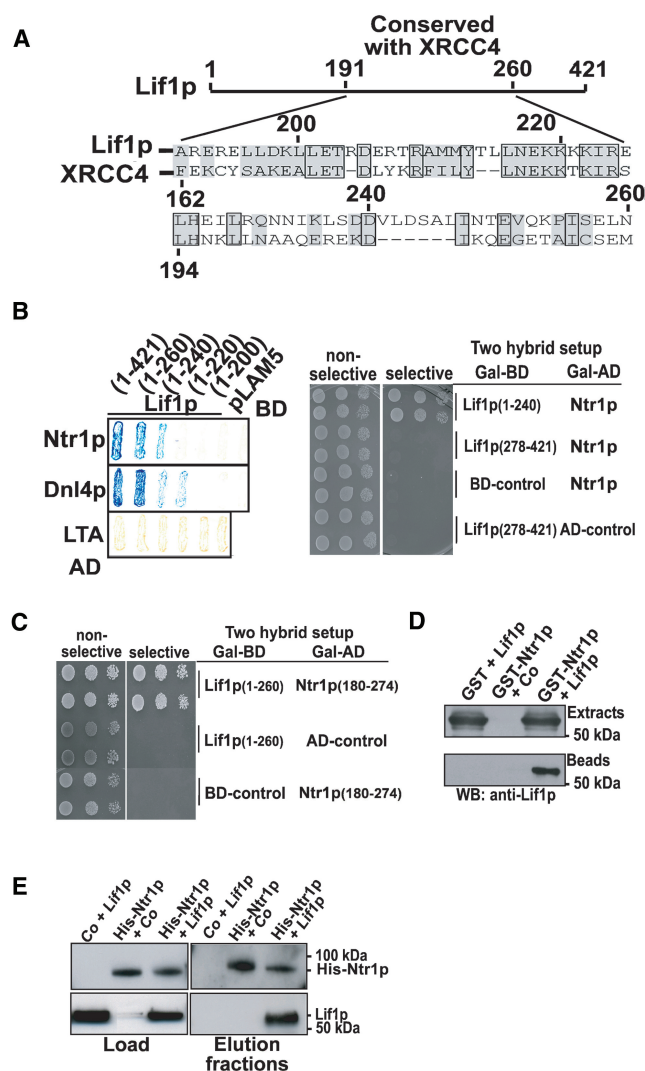 A
Conserved
with XRCC4
1 191 260 421
Lif1p
200 220
Lif1p ARERELLDKLLETRDERTRAMMYTLLNEKKKKIRE
XRCC4 FEKCYSAKEALET-DLYKRFILY--LNEKKTKIRS
162 240 260
LHEILRQNNIKLSDDVLDSALINTEVQKPISELN
LHNKLLNAAQEREKD------IKQEGETAICSEM
194
B
(1-421)
(1-260)
(1-240)
(1-220)
(1-200)
pLAM5
Lif1p
BD
Ntr1p
Dnl4p
LTA
AD
non-
selective
selective
Two hybrid setup
Gal-BD Gal-AD
Lif1p(1-240) Ntr1p
Lif1p(278-421) Ntr1p
BD-control Ntr1p
Lif1p(278-421) AD-control
C
non-
selective
selective
Two hybrid setup
Gal-BD Gal-AD
Lif1p(1-260) Ntr1p(180-274)
Lif1p(1-260) AD-control
BD-control Ntr1p(180-274)
D
GST + Lif1p
GST-Ntr1p
+ Co
GST-Ntr1p
+ Lif1p
Extracts
50 kDa
Beads
50 kDa
WB: anti-Lif1p
E
Co + Lif1p
His-Ntr1p
+ Co
His-Ntr1p
+ Lif1p
Co + Lif1p
His-Ntr1p
+ Co
His-Ntr1p
+ Lif1p
100 kDa
His-Ntr1p
Lif1p
50 kDa
Load
Elution
fractions